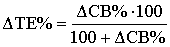 ΔTE% = ΔCB% · 100 / 100 + ΔCB%